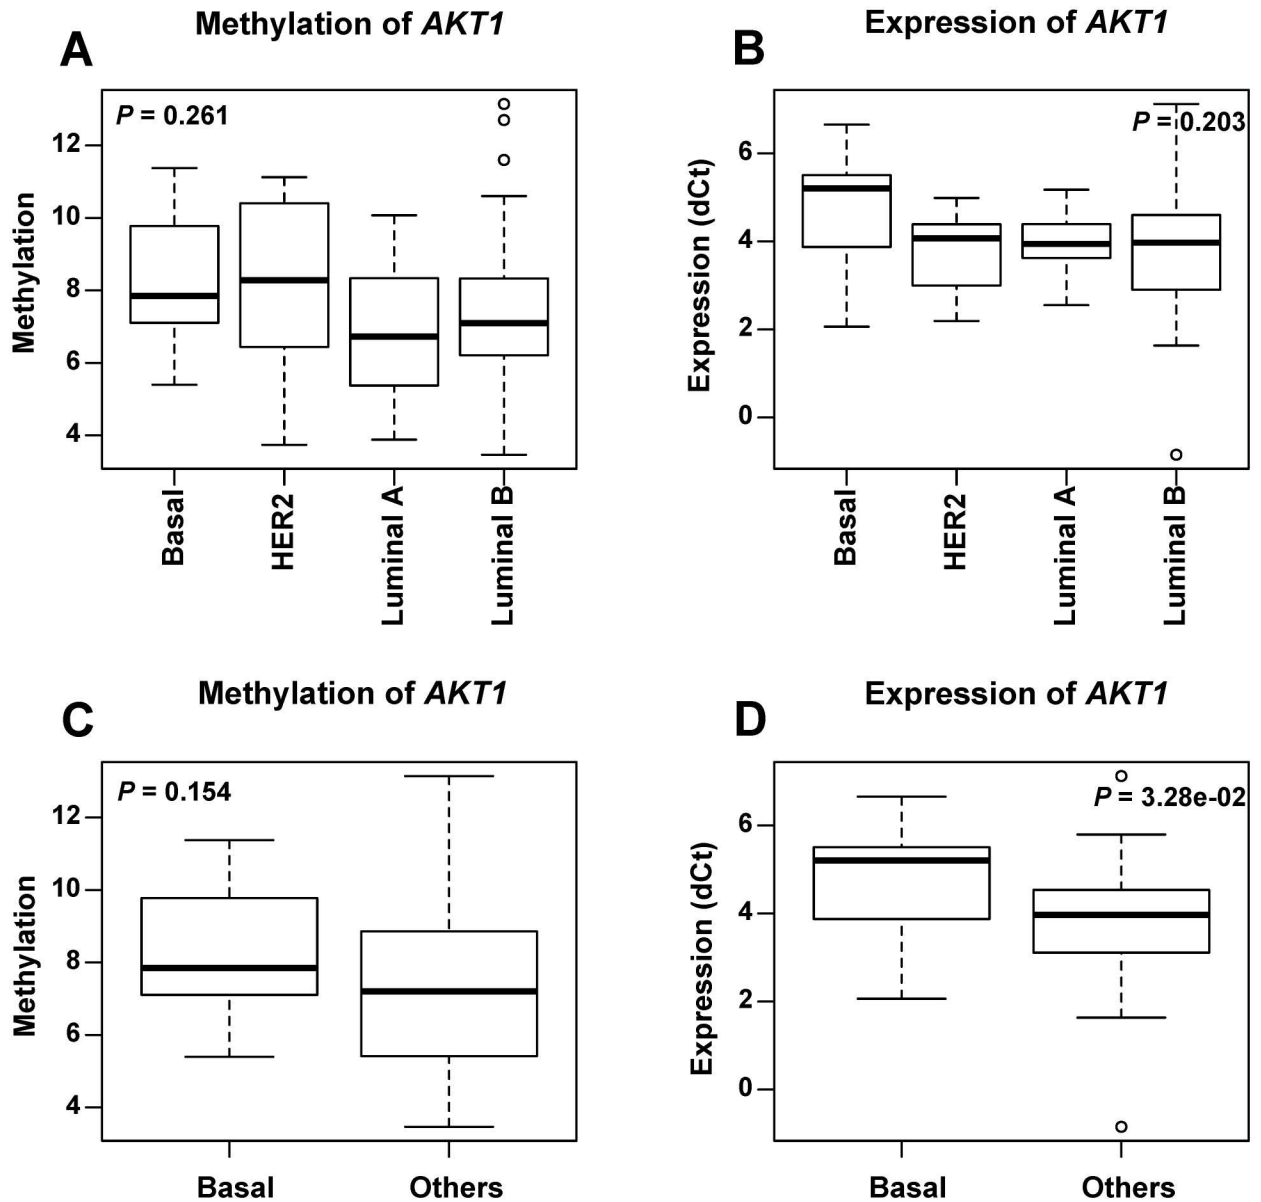 Methylation of AKT1
A
P = 0.261
Methylation
12
10
8
6
4
Basal
HER2
Luminal A
Luminal B
Expression of AKT1
B
P = 0.203
Expression (dCt)
6
4
2
0
Basal
HER2
Luminal A
Luminal B
Methylation of AKT1
C
P = 0.154
Methylation
12
10
8
6
4
Basal
Others
Expression of AKT1
D
P = 3.28e-02
Expression (dCt)
6
4
2
0
Basal
Others